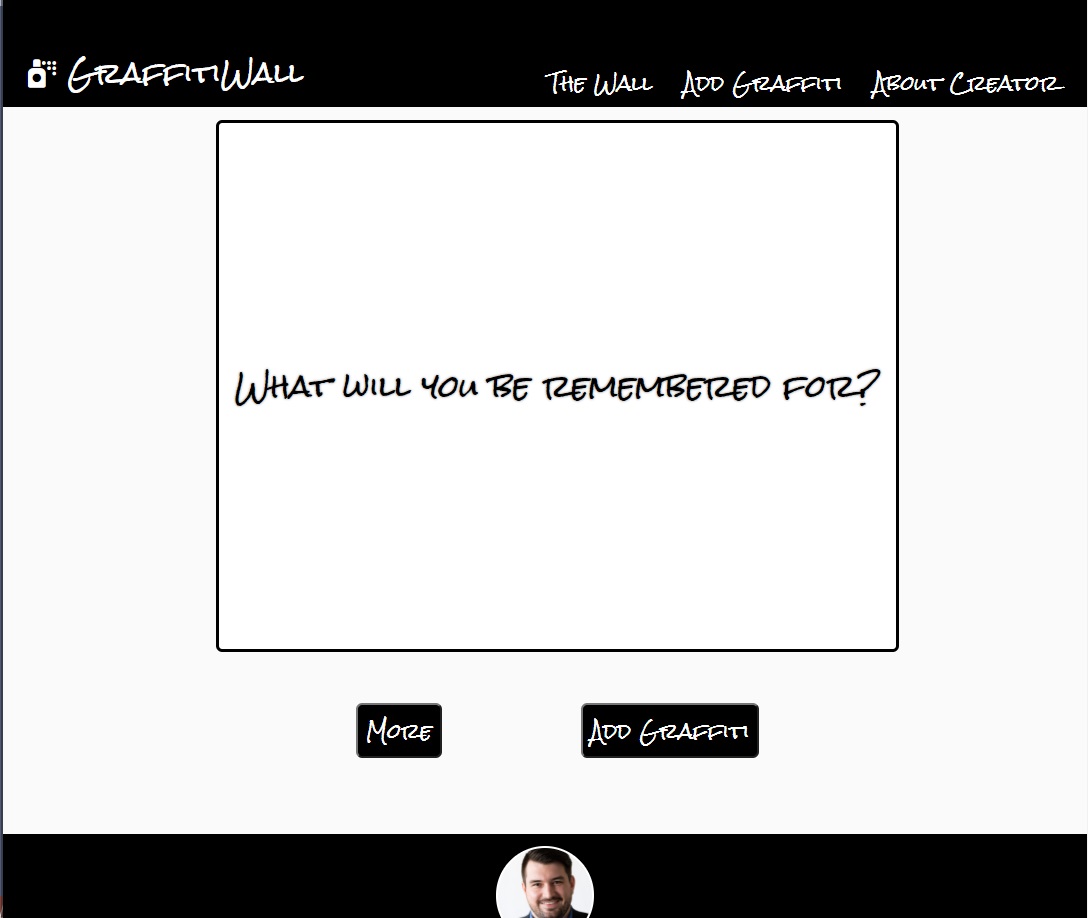 GraffitiWall
The Wall Add Graffiti About Creator
What will you be remembered for?
More Add Graffiti